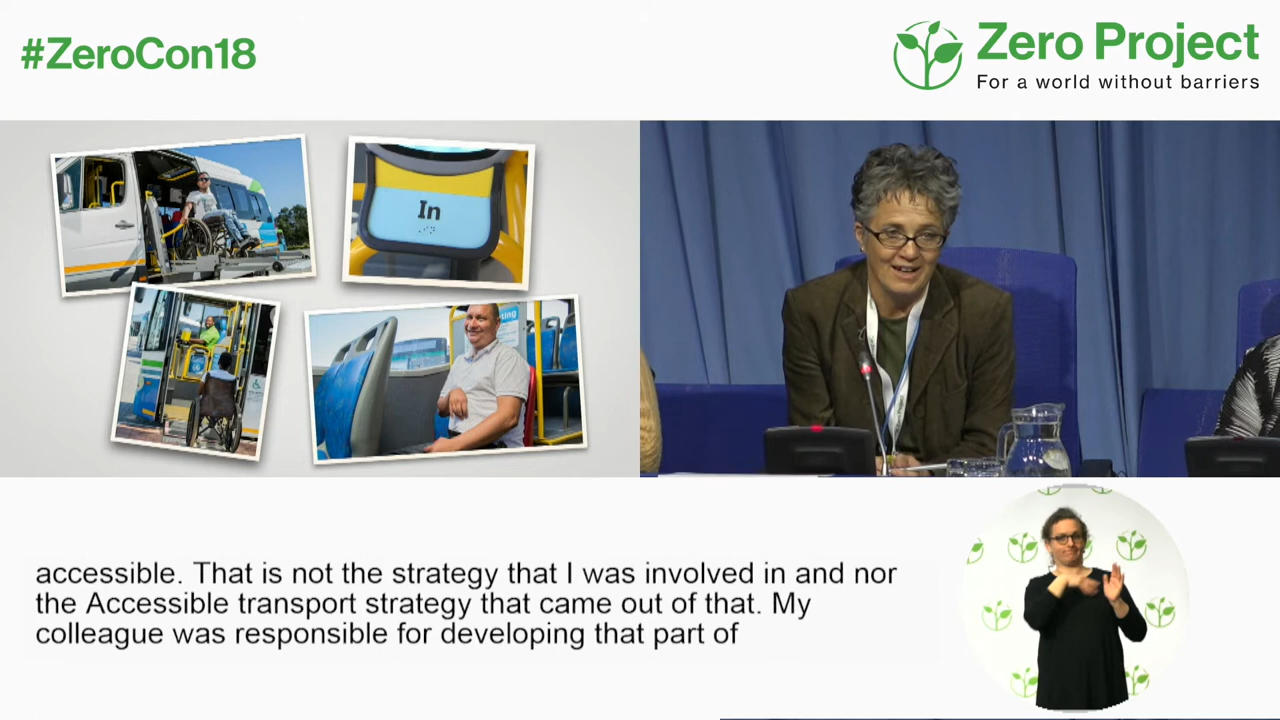 #ZeroCon18
Zero Project
For a world without barriers
In
accessible. That is not the strategy that I was involved in and nor
the Accessible transport strategy that came out of that. My
colleague was responsible for developing that part of